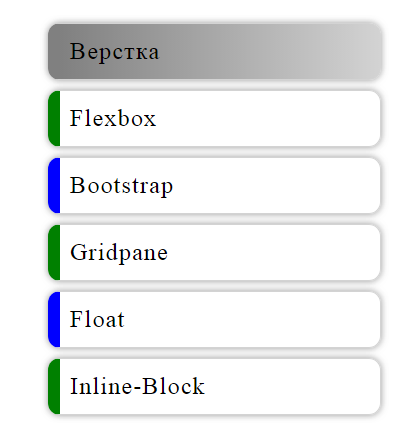 Верстка
Flexbox
Bootstrap
Gridpane
Float
Inline-Block